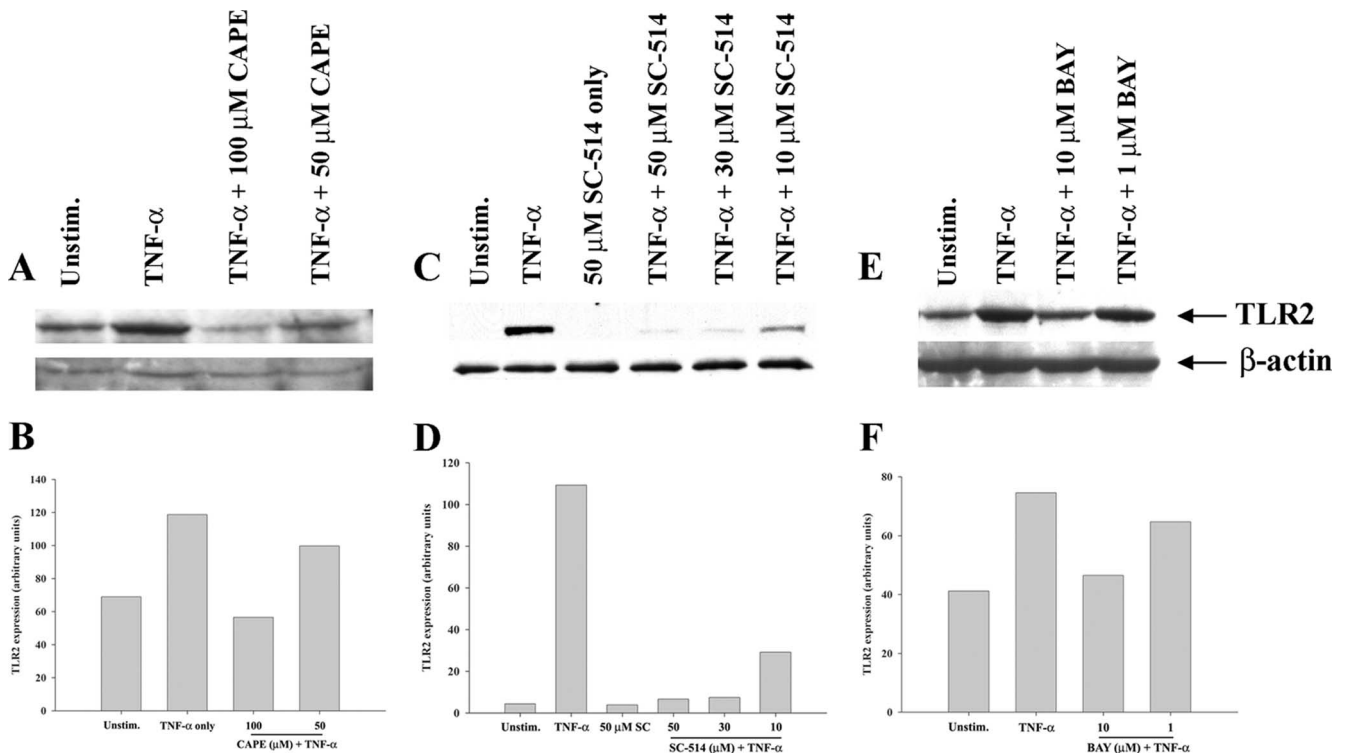 A
Unstim.
TNF-α
TNF-α + 100 μM CAPE
TNF-α + 50 μM CAPE
C
Unstim.
TNF-α
50 μM SC-514 only
TNF-α + 50 μM SC-514
TNF-α + 30 μM SC-514
TNF-α + 10 μM SC-514
E
Unstim.
TNF-α
TNF-α + 10 μM BAY
TNF-α + 1 μM BAY
TLR2
β-actin
B
TLR2 expression (arbitrary units)
140
120
100
80
60
40
20
0
Unstim.
TNF-α only
100
50
CAPE (μM) + TNF-α
D
TLR2 expression (arbitrary units
120
100
80
60
40
20
0
Unstim.
TNF-α
50 μM SC
50
30
10
SC-514 (μM) + TNF-α
F
TLR2 expression (arbitrary units)
80
60
40
20
0
Unstim.
TNF-α
10
1
BAY (μM) + TNF-α